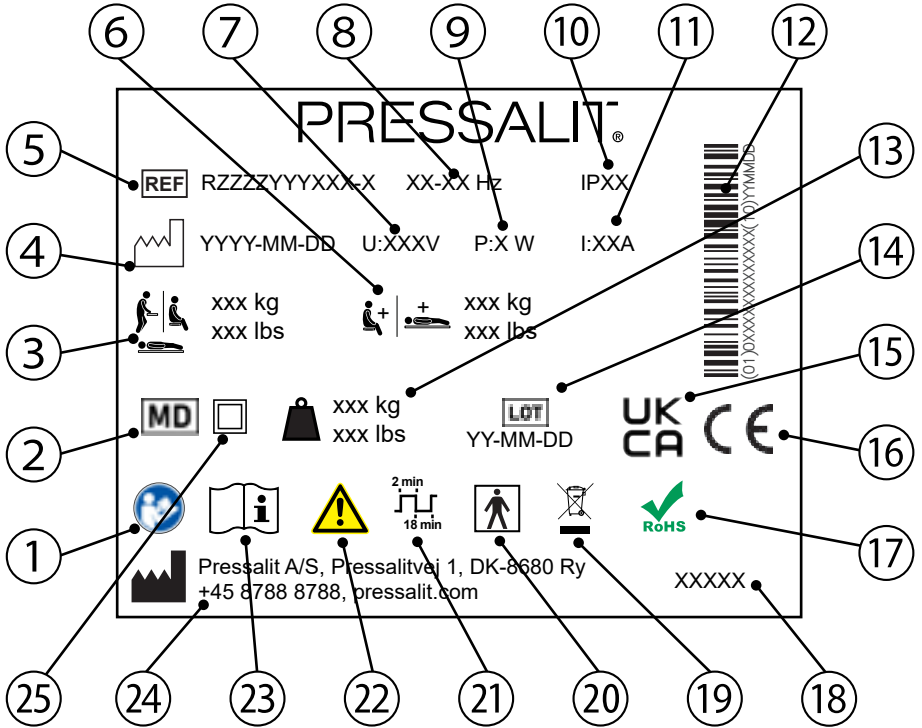 6 7 8 9 10 11 12
PRESSALIT®
5 REF RZZZZYYYXXX-X XX-XX Hz IPXX 13
4 YYYY-MM-DD U:XXXV P:X W I:XXA 14
xxx kg xxx kg
3 xxx lbs xxx lbs 15
(01)0XXXXXXXXXXXXX(10)YYMMDD
2 MD xxx kg LOT UK CA CE 16
xxx lbs YY-MM-DD
1 i 2 min
18 min RoHS 17
Pressalit A/S, Pressalitvej 1, DK-8680 Ry
+45 8788 8788, pressalit.com XXXXX
25 24 23 22 21 20 19 18